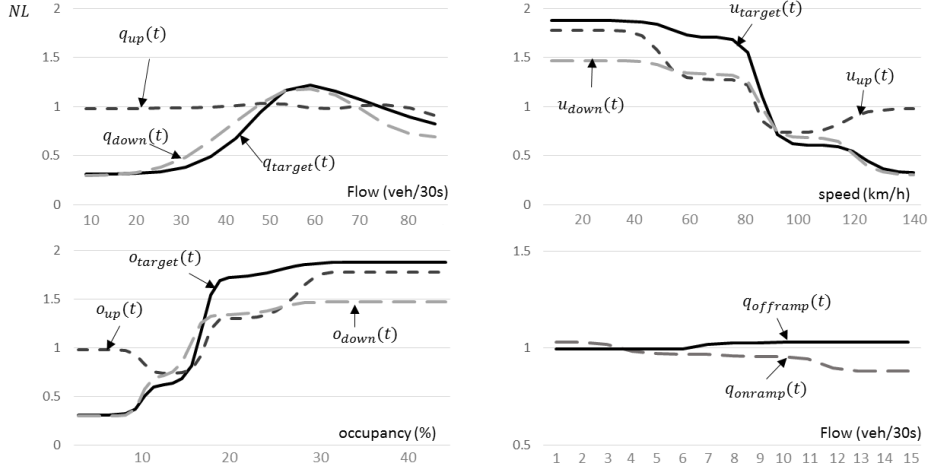 NL
2
1.5
1
0.5
0
q_up(t)
q_down(t)
q_target(t)
Flow (veh/30s)
10 20 30 40 50 60 70 80
2
1.5
1
0.5
0
u_target(t)
u_down(t)
u_up(t)
speed (km/h)
20 40 60 80 100 120 140
2
1.5
1
0.5
0
o_target(t)
o_up(t)
o_down(t)
occupancy (%)
10 20 30 40
1.5
1
0.5
q_offramp(t)
q_onramp(t)
Flow (veh/30s)
1 2 3 4 5 6 7 8 9 10 11 12 13 14 15